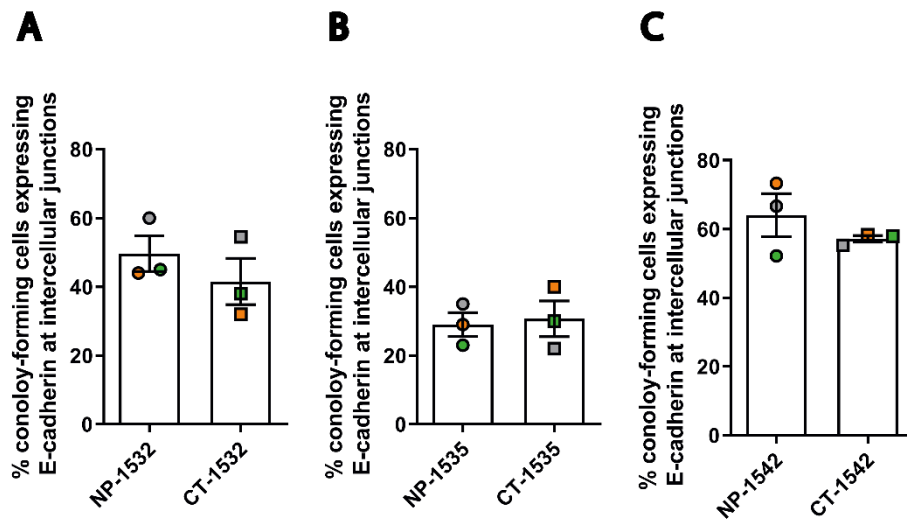 A
% conoloy-forming cells expressing
E-cadherin at intercellular junctions
80
60
40
20
0
NP-1532
CT-1532
B
% conoloy-forming cells expressing
E-cadherin at intercellular junctions
80
60
40
20
0
NP-1535
CT-1535
C
% conoloy-forming cells expressing
E-cadherin at intercellular junctions
80
60
40
20
0
NP-1542
CT-1542